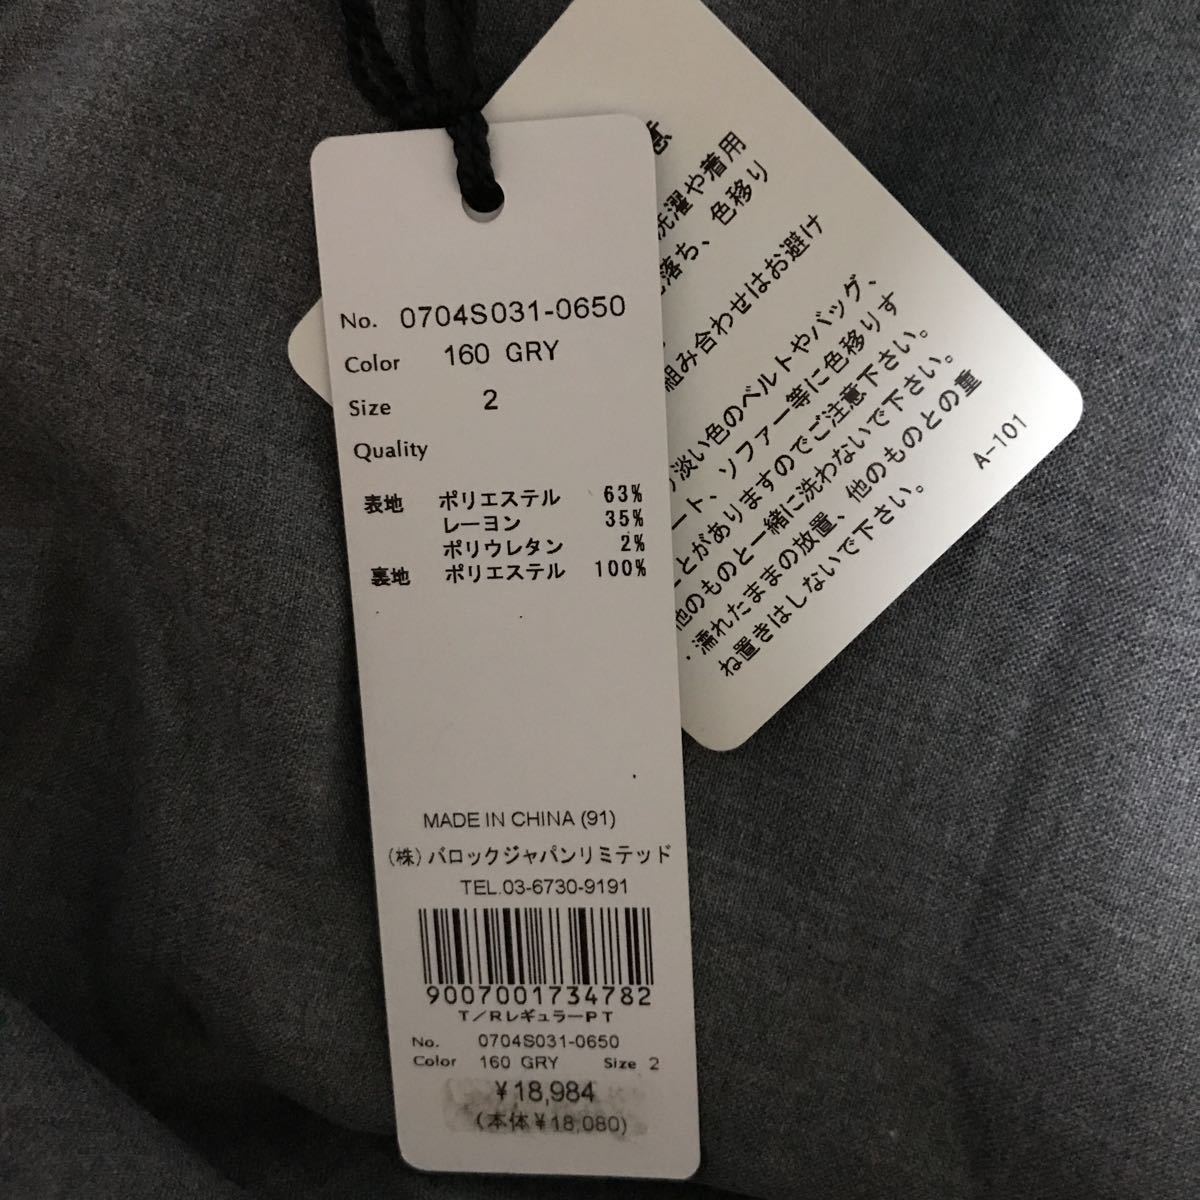 No. 0704S031-0650
Color 160 GRY
Size 2
Quality
表地 ポリエステル 63%
レーヨン 35%
ポリウレタン 2%
裏地 ポリエステル 100%
MADE IN CHINA (91)
(株)バロックジャパンリミテッド
TEL.03-6730-9191
9007001734782
T/RレギュラーPT
No. 0704S031-0650
Color 160 GRY Size 2
¥18,984
(本体¥18,080)
意
洗濯や着用
落ち、色移り
組み合わせはお避け
淡い色のベルトやバッグ、
ート、ソファー等に色移りす
ことがありますのでご注意下さい。
他のものと一緒に洗わないで下さい。
・濡れたままの放置、他のものとの重
ね置きはしないで下さい。
A-101